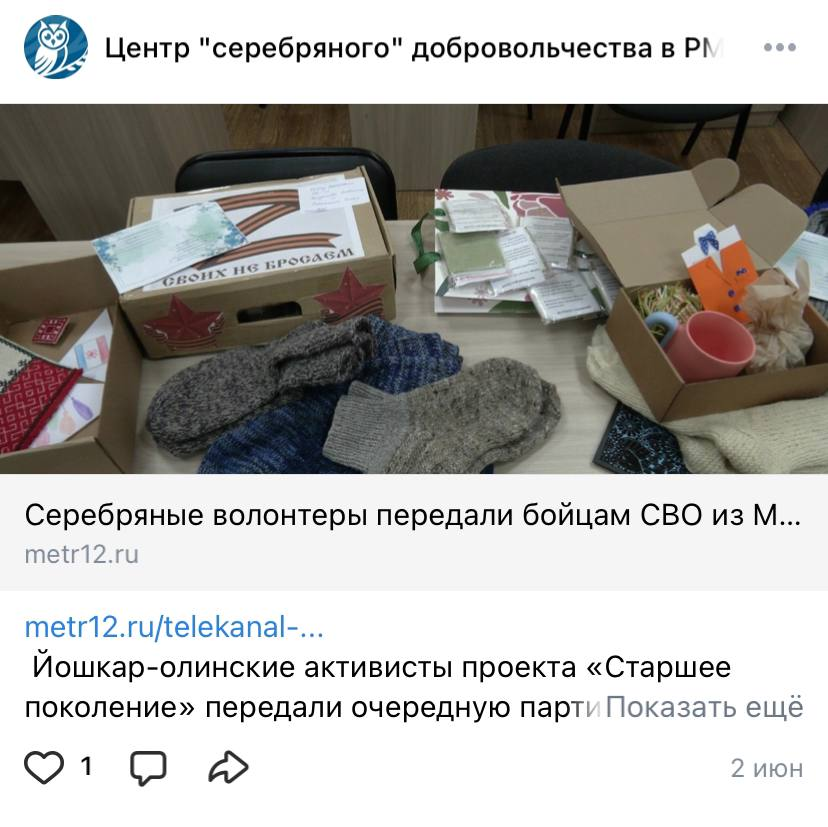 Центр "серебряного" добровольчества в РМ
СВОИХ НЕ БРОСАЕМ
Серебряные волонтеры передали бойцам СВО из М...
metr12.ru
metr12.ru/telekanal-...
Йошкар-олинские активисты проекта «Старшее
поколение» передали очередную парти Показать ещё
1
2 июн